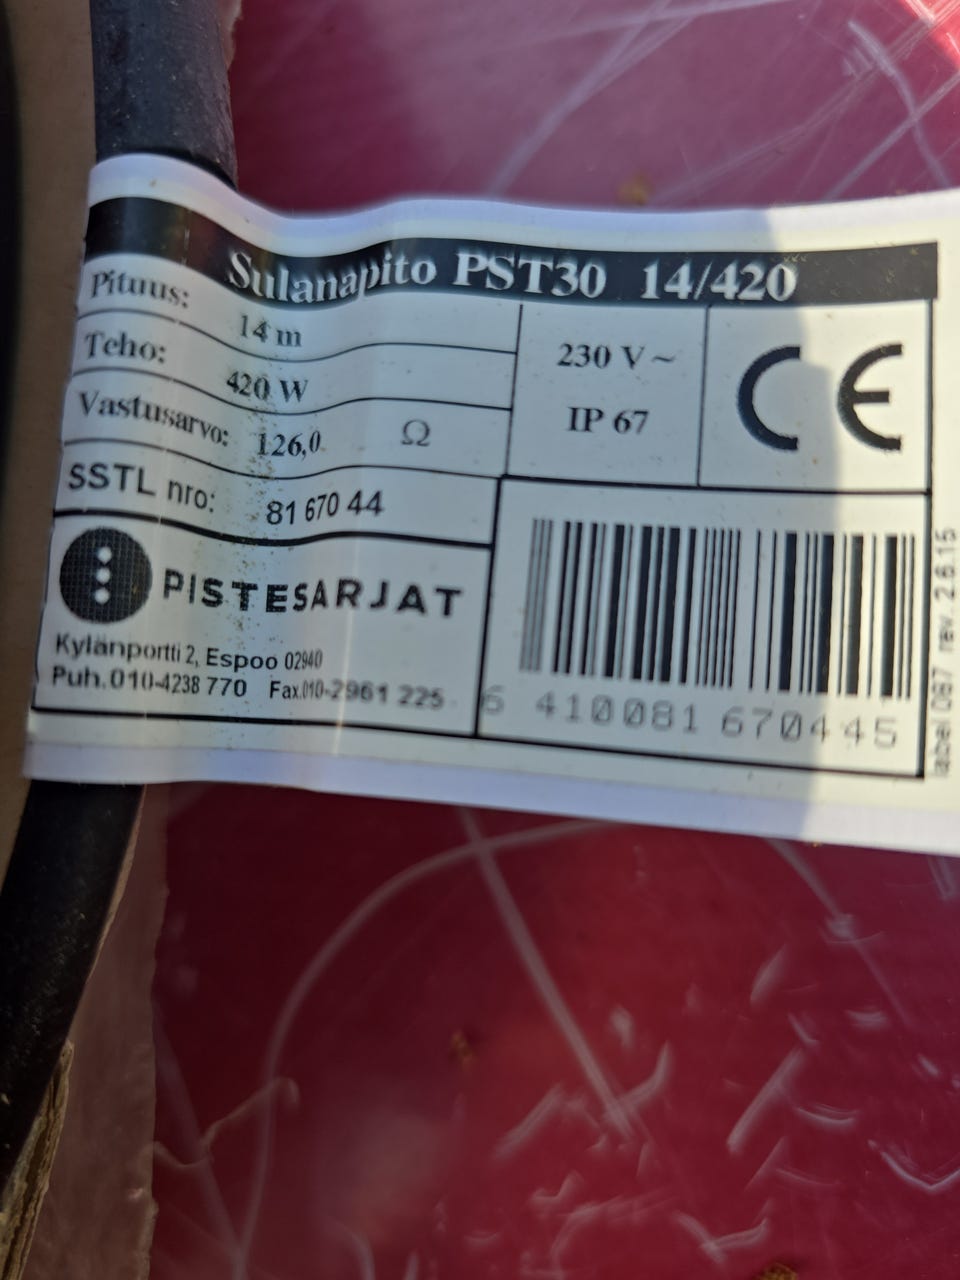 Sulanapito PST30 14/420
Pituus: 14 m
Teho: 420 W
Vastusarvo: 126,0 Ω
SSTL nro: 81 670 44
230 V ~
IP 67
CE
PISTESARJAT
Kylänportti 2, Espoo 02940
Puh.010-4238 770 Fax.010-2961 225
6 410081 670445
label 087 rev. 2.6.15